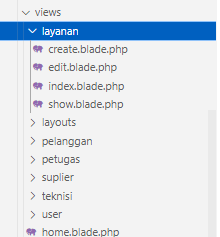 views
layanan
create.blade.php
edit.blade.php
index.blade.php
show.blade.php
layouts
pelanggan
petugas
suplier
teknisi
user
home.blade.php